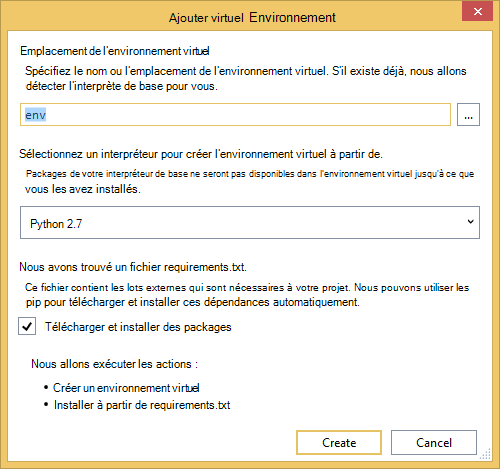 Ajouter virtuel Environnement
Emplacement de l'environnement virtuel
Spécifiez le nom ou l'emplacement de l'environnement virtuel. S'il existe déjà, nous allons
détecter l'interprète de base pour vous.
env
...
Sélectionnez un interpréteur pour créer l'environnement virtuel à partir de.
Packages de votre interpréteur de base ne seront pas disponibles dans l'environnement virtuel jusqu'à ce que
vous les avez installés.
Python 2.7
Nous avons trouvé un fichier requirements.txt.
Ce fichier contient les lots externes qui sont nécessaires à votre projet. Nous pouvons utiliser les
pip pour télécharger et installer ces dépendances automatiquement.
Télécharger et installer des packages
Nous allons exécuter les actions :
• Créer un environnement virtuel
• Installer à partir de requirements.txt
Create Cancel